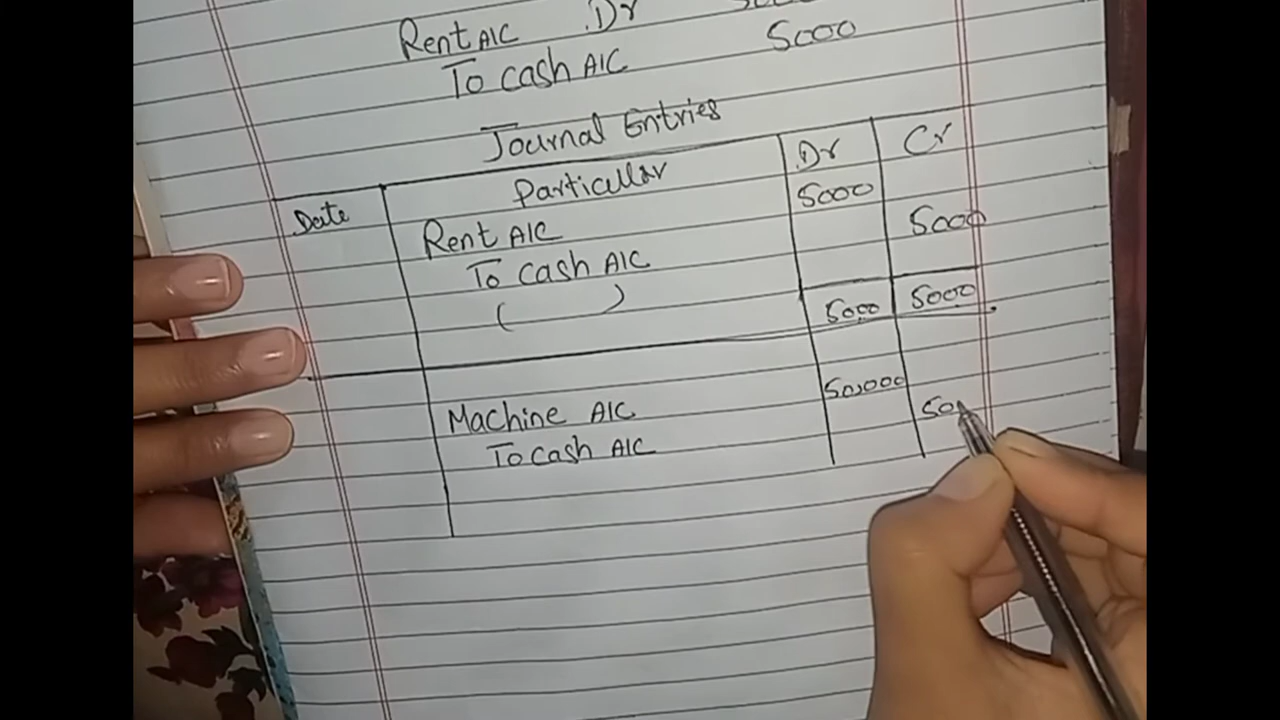 Rent A/C .Dr
To cash A/C 5000
Journal Entries
Date Particular Dr Cr
Rent A/C 5000
To cash A/C 5000
( )
5000 5000
Machine A/C 50,000
To cash A/C 50